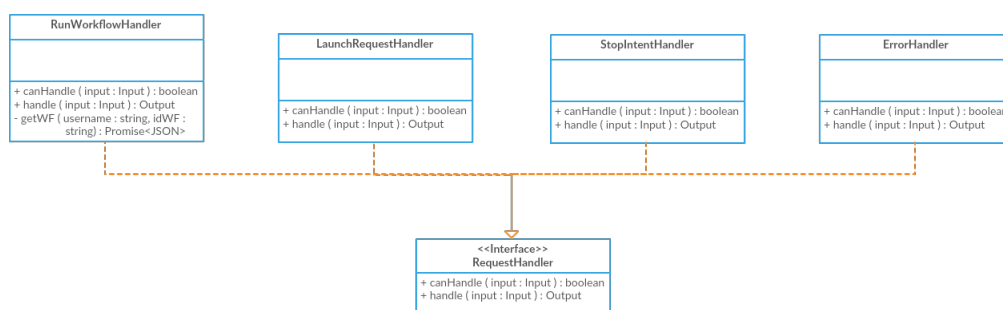 RunWorkflowHandler
+ canHandle ( input : Input ) : boolean
+ handle ( input : Input ) : Output
- getWF ( username : string, idWF :
string) : Promise<JSON>
LaunchRequestHandler
+ canHandle ( input : Input ) : boolean
+ handle ( input : Input ) : Output
StopIntentHandler
+ canHandle ( input : Input ) : boolean
+ handle ( input : Input ) : Output
ErrorHandler
+ canHandle ( input : Input ) : boolean
+ handle ( input : Input ) : Output
<<Interface>>
RequestHandler
+ canHandle ( input : Input ) : boolean
+ handle ( input : Input ) : Output